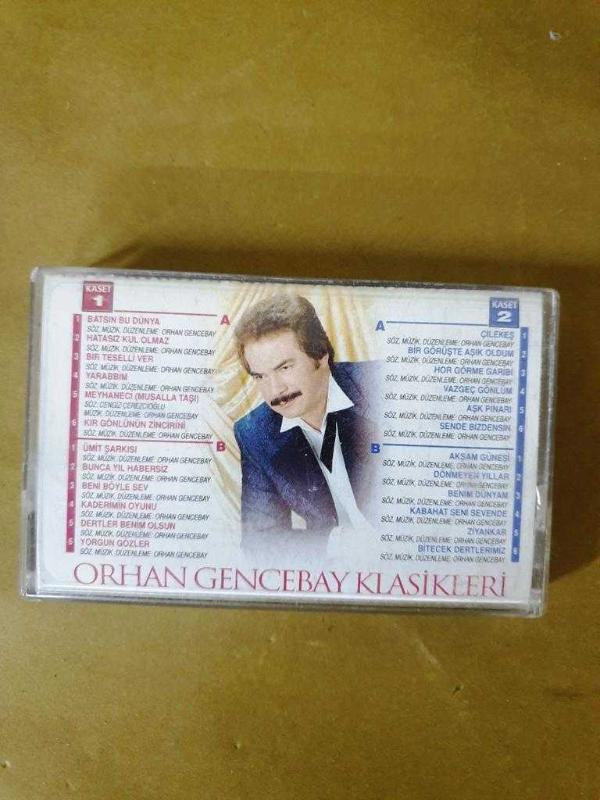 KASET
1
A
1 BATSIN BU DÜNYA
SÖZ, MÜZİK, DÜZENLEME: ORHAN GENCEBAY
2 HATASIZ KUL OLMAZ
SÖZ, MÜZİK, DÜZENLEME: ORHAN GENCEBAY
3 BİR TESELLİ VER
SÖZ, MÜZİK, DÜZENLEME: ORHAN GENCEBAY
4 YARABBİM
SÖZ, MÜZİK, DÜZENLEME: ORHAN GENCEBAY
5 MEYHANECİ (MUSALLA TAŞI)
SÖZ: CENGİZ ÇEREZCİOĞLU
MÜZİK, DÜZENLEME: ORHAN GENCEBAY
6 KIR GÖNLÜNÜN ZİNCİRİNİ
SÖZ, MÜZİK, DÜZENLEME: ORHAN GENCEBAY
B
1 ÜMİT ŞARKISI
SÖZ, MÜZİK, DÜZENLEME: ORHAN GENCEBAY
2 BUNCA YIL HABERSİZ
SÖZ, MÜZİK, DÜZENLEME: ORHAN GENCEBAY
3 BENİ BÖYLE SEV
SÖZ, MÜZİK, DÜZENLEME: ORHAN GENCEBAY
4 KADERİMİN OYUNU
SÖZ, MÜZİK, DÜZENLEME: ORHAN GENCEBAY
5 DERTLER BENİM OLSUN
SÖZ, MÜZİK, DÜZENLEME: ORHAN GENCEBAY
6 YORGUN GÖZLER
SÖZ, MÜZİK, DÜZENLEME: ORHAN GENCEBAY
KASET
2
A
ÇİLEKEŞ 1
SÖZ, MÜZİK, DÜZENLEME: ORHAN GENCEBAY
BİR GÖRÜŞTE AŞIK OLDUM 2
SÖZ, MÜZİK, DÜZENLEME: ORHAN GENCEBAY
HOR GÖRME GARİBİ 3
SÖZ, MÜZİK, DÜZENLEME: ORHAN GENCEBAY
VAZGEÇ GÖNLÜM 4
SÖZ, MÜZİK, DÜZENLEME: ORHAN GENCEBAY
AŞK PINARI 5
SÖZ, MÜZİK, DÜZENLEME: ORHAN GENCEBAY
SENDE BİZDENSİN 6
SÖZ, MÜZİK, DÜZENLEME: ORHAN GENCEBAY
B
AKŞAM GÜNEŞİ 1
SÖZ, MÜZİK, DÜZENLEME: ORHAN GENCEBAY
DÖNMEYEN YILLAR 2
SÖZ, MÜZİK, DÜZENLEME: ORHAN GENCEBAY
BENİM DÜNYAM 3
SÖZ, MÜZİK, DÜZENLEME: ORHAN GENCEBAY
KABAHAT SENİ SEVENDE 4
SÖZ, MÜZİK, DÜZENLEME: ORHAN GENCEBAY
ZİYANKAR 5
SÖZ, MÜZİK, DÜZENLEME: ORHAN GENCEBAY
BİTECEK DERTLERİMİZ 6
SÖZ, MÜZİK, DÜZENLEME: ORHAN GENCEBAY
ORHAN GENCEBAY KLASİKLERİ